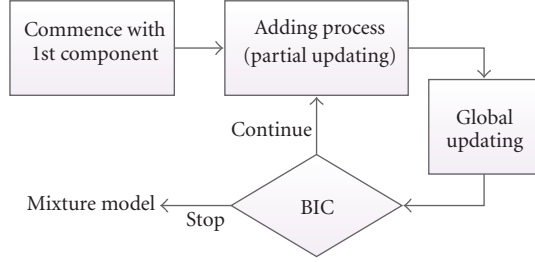 Commence with
1st component
Adding process
(partial updating)
Global
updating
Continue
BIC
Stop
Mixture model